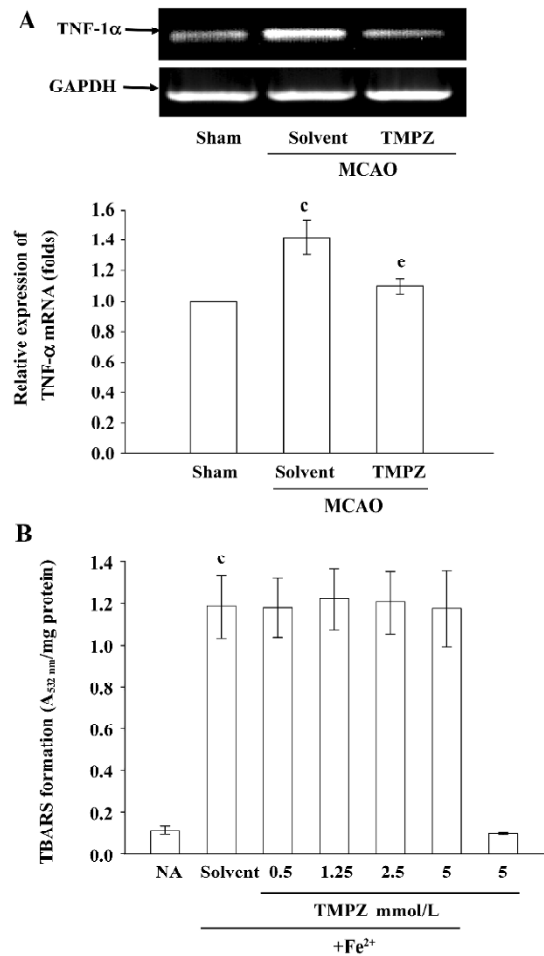 A
TNF-1α
GAPDH
Sham Solvent TMPZ
MCAO
Relative expression of
TNF-α mRNA (folds)
1.6
1.4
1.2
1.0
0.8
0.6
0.4
0.2
0.0
c
e
Sham Solvent TMPZ
MCAO
B
TBARS formation (A532 nm/mg protein)
1.4
1.2
1.0
0.8
0.6
0.4
0.2
0.0
c
NA Solvent 0.5 1.25 2.5 5 5
TMPZ mmol/L
+Fe2+